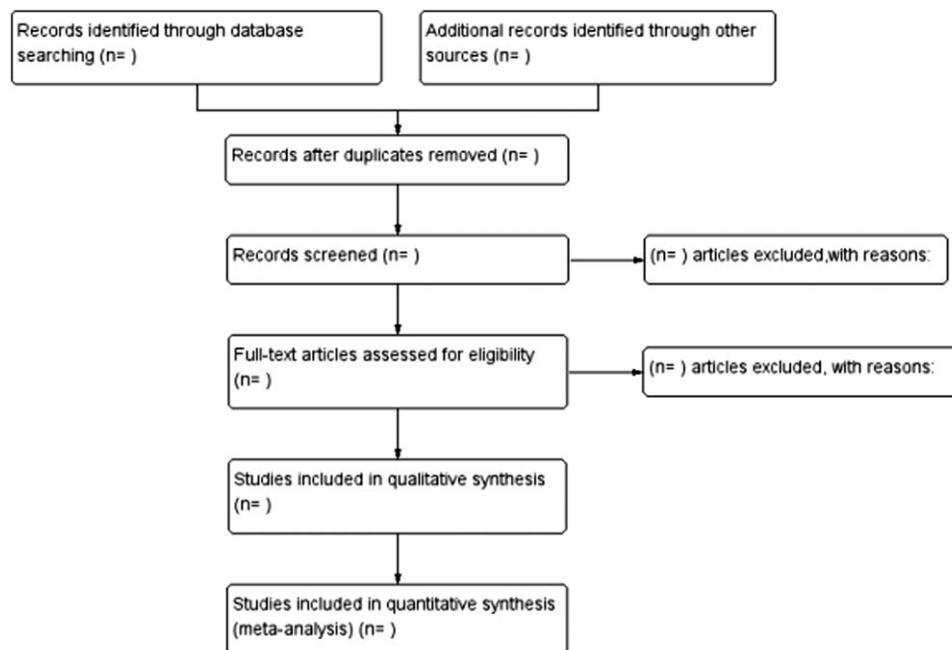 Records identified through database
searching (n= )
Additional records identified through other
sources (n= )
Records after duplicates removed (n= )
Records screened (n= )
(n= ) articles excluded,with reasons:
Full-text articles assessed for eligibility
(n= )
(n= ) articles excluded, with reasons:
Studies included in qualitative synthesis
(n= )
Studies included in quantitative synthesis
(meta-analysis) (n= )